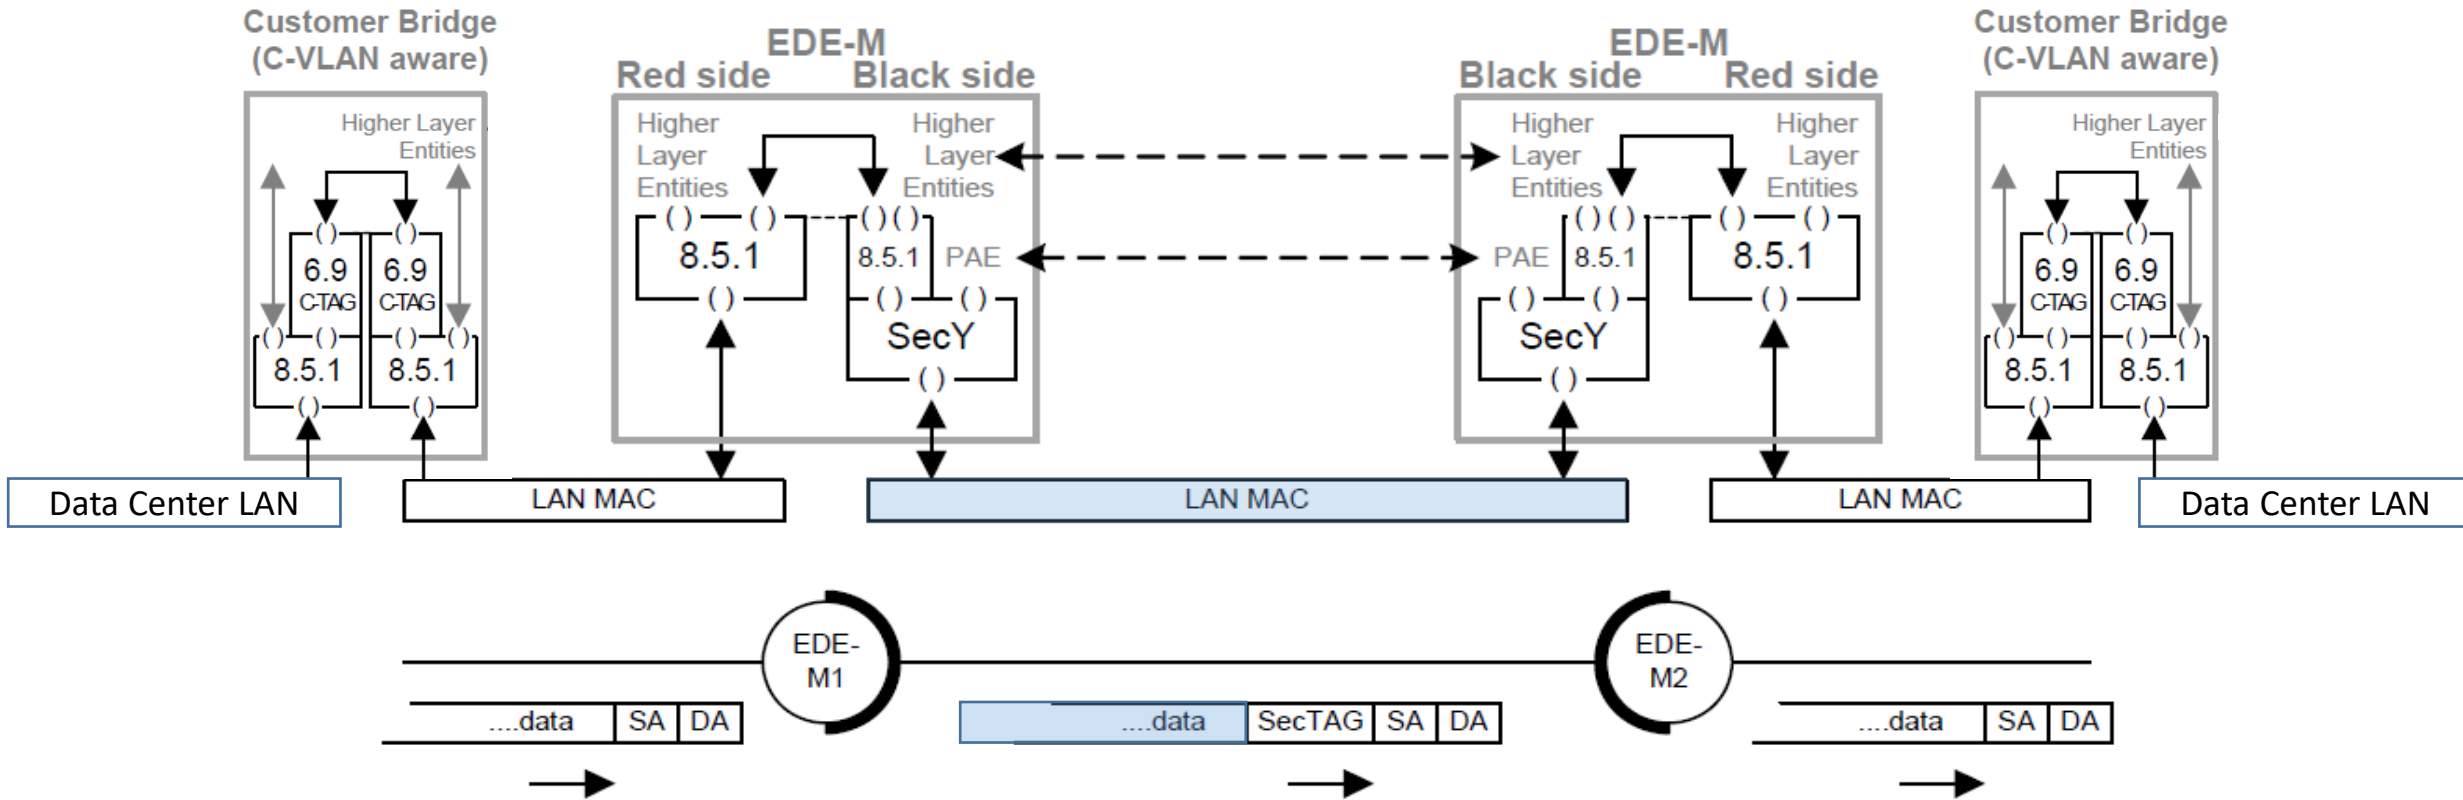 Customer Bridge
(C-VLAN aware)
EDE-M
Red side
Black side
EDE-M
Black side
Red side
Customer Bridge
(C-VLAN aware)
Higher Layer
Entities
( )
( )
6.9
C-TAG
6.9
C-TAG
( )
( )
( )
( )
8.5.1
8.5.1
( )
( )
Higher
Layer
Entities
Higher
Layer
Entities
( )
( )
( )
( )
8.5.1
8.5.1
PAE
( )
( )
( )
SecY
( )
Higher
Layer
Entities
Higher
Layer
Entities
( )
( )
( )
( )
PAE
8.5.1
8.5.1
( )
( )
( )
SecY
( )
Higher Layer
Entities
( )
( )
6.9
C-TAG
6.9
C-TAG
( )
( )
( )
( )
8.5.1
8.5.1
( )
( )
Data Center LAN
LAN MAC
LAN MAC
LAN MAC
Data Center LAN
EDE-
M1
EDE-
M2
....data
SA
DA
....data
SecTAG
SA
DA
....data
SA
DA